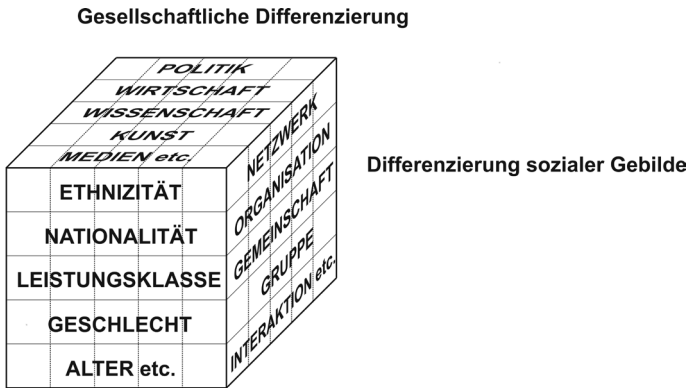 Gesellschaftliche Differenzierung
POLITIK
WIRTSCHAFT
WISSENSCHAFT
KUNST
MEDIEN etc.
NETZWERK
ORGANISATION
GEMEINSCHAFT
GRUPPE
INTERAKTION etc.
Differenzierung sozialer Gebilde
ETHNIZITÄT
NATIONALITÄT
LEISTUNGSKLASSE
GESCHLECHT
ALTER etc.